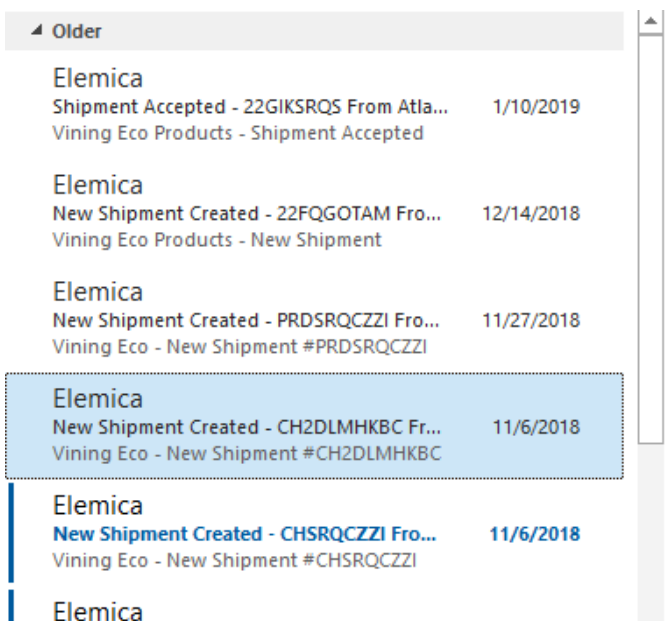 Older
Elemica
Shipment Accepted - 22GIKSRQS From Atla... 1/10/2019
Vining Eco Products - Shipment Accepted
Elemica
New Shipment Created - 22FQGOTAM Fro... 12/14/2018
Vining Eco Products - New Shipment
Elemica
New Shipment Created - PRDSRQCZZI Fro... 11/27/2018
Vining Eco - New Shipment #PRDSRQCZZI
Elemica
New Shipment Created - CH2DLMHKBC Fr... 11/6/2018
Vining Eco - New Shipment #CH2DLMHKBC
Elemica
New Shipment Created - CHSRQCZZI Fro... 11/6/2018
Vining Eco - New Shipment #CHSRQCZZI
Elemica